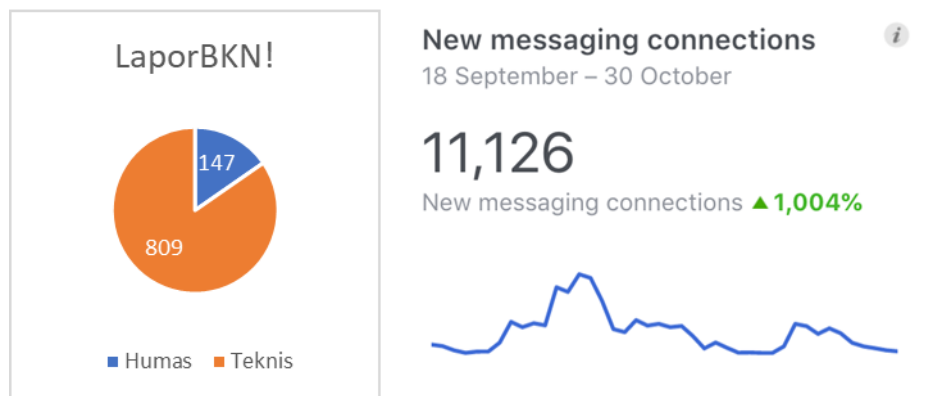 LaporBKN!
147
809
Humas
Teknis
New messaging connections
i
18 September – 30 October
11,126
New messaging connections ▲1,004%